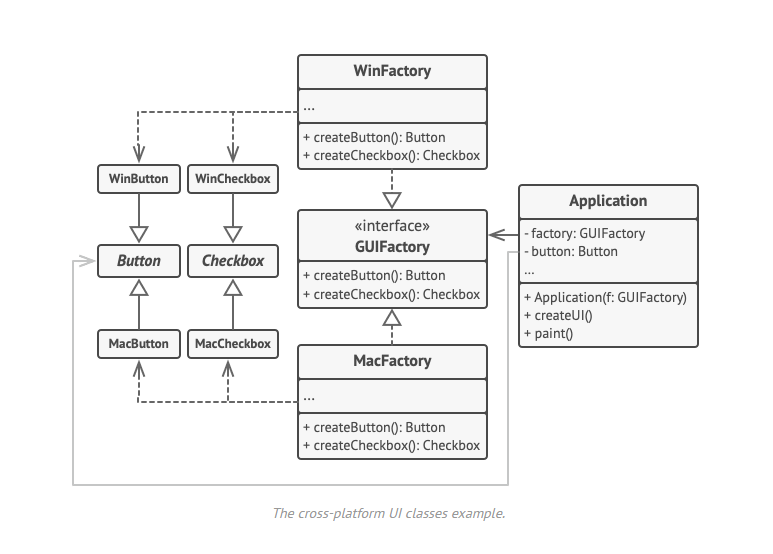 WinFactory
...
+ createButton(): Button
+ createCheckbox(): Checkbox
WinButton
WinCheckbox
Button
Checkbox
MacButton
MacCheckbox
«interface»
GUIFactory
+ createButton(): Button
+ createCheckbox(): Checkbox
Application
- factory: GUIFactory
- button: Button
...
+ Application(f: GUIFactory)
+ createUI()
+ paint()
MacFactory
...
+ createButton(): Button
+ createCheckbox(): Checkbox
The cross-platform UI classes example.